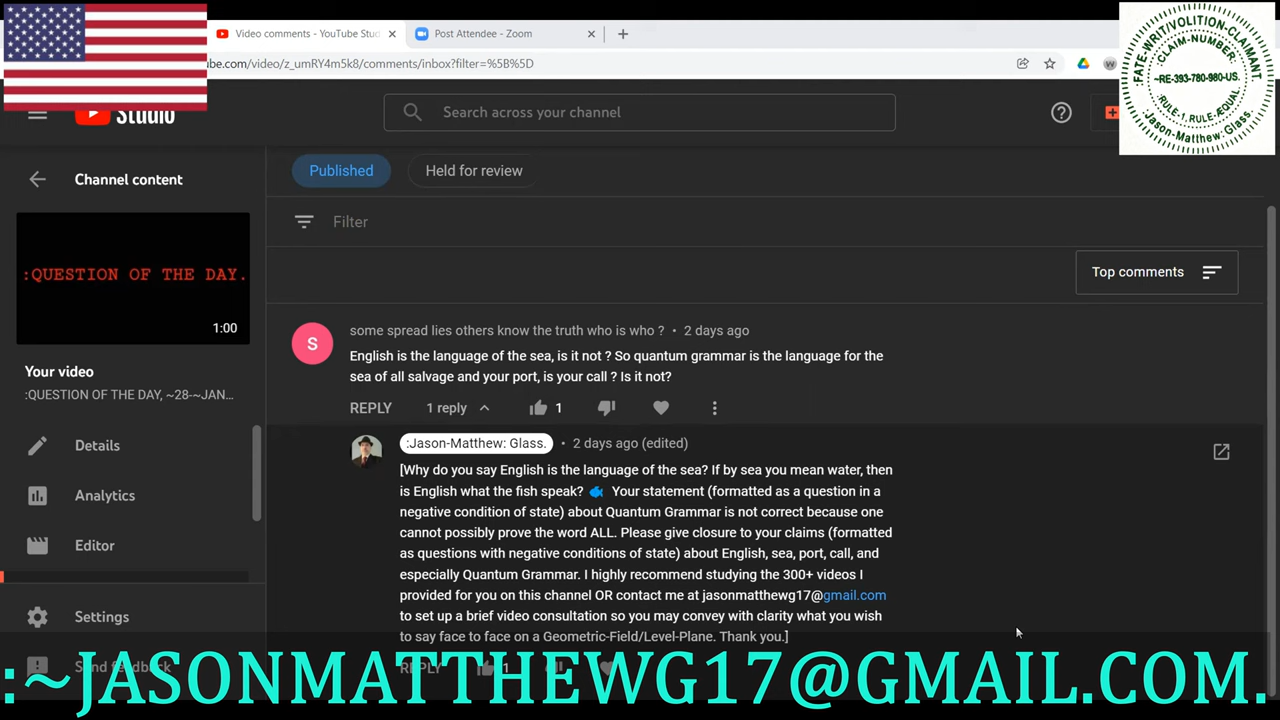 Video comments - YouTube Stud
Post Attendee - Zoom
be.com/video/z_umRY4m5k8/comments/inbox?filter=%5B%5D
:FATE~WRIT/VOLITION~CLAIMANT.
CLAIM-NUMBER:
~RE-393-780-980-US.
:RULE-1,RULE-EQUAL.
:Jason-Matthew: Glass.
Studio
Search across your channel
Channel content
Published
Held for review
Filter
:QUESTION OF THE DAY.
1:00
Top comments
S
some spread lies others know the truth who is who ? • 2 days ago
English is the language of the sea, is it not ? So quantum grammar is the language for the
sea of all salvage and your port, is your call ? Is it not?
REPLY
1 reply
1
Your video
:QUESTION OF THE DAY, ~28-~JAN...
Details
Analytics
Editor
Settings
Send feedback
:Jason-Matthew: Glass. • 2 days ago (edited)
[Why do you say English is the language of the sea? If by sea you mean water, then
is English what the fish speak? 🐟 Your statement (formatted as a question in a
negative condition of state) about Quantum Grammar is not correct because one
cannot possibly prove the word ALL. Please give closure to your claims (formatted
as questions with negative conditions of state) about English, sea, port, call, and
especially Quantum Grammar. I highly recommend studying the 300+ videos I
provided for you on this channel OR contact me at jasonmatthewg17@gmail.com
to set up a brief video consultation so you may convey with clarity what you wish
to say face to face on a Geometric-Field/Level-Plane. Thank you.]
REPLY
1
:~JASONMATTHEWG17@GMAIL.COM.